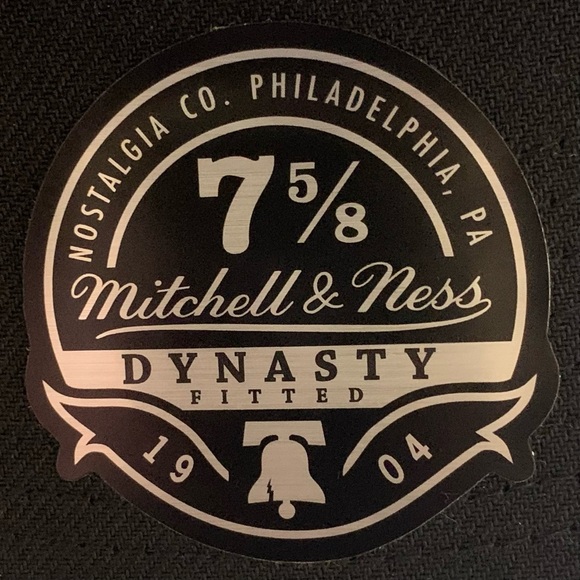 NOSTALGIA CO. PHILADELPHIA, PA
7 5/8
Mitchell & Ness
DYNASTY
FITTED
19 04